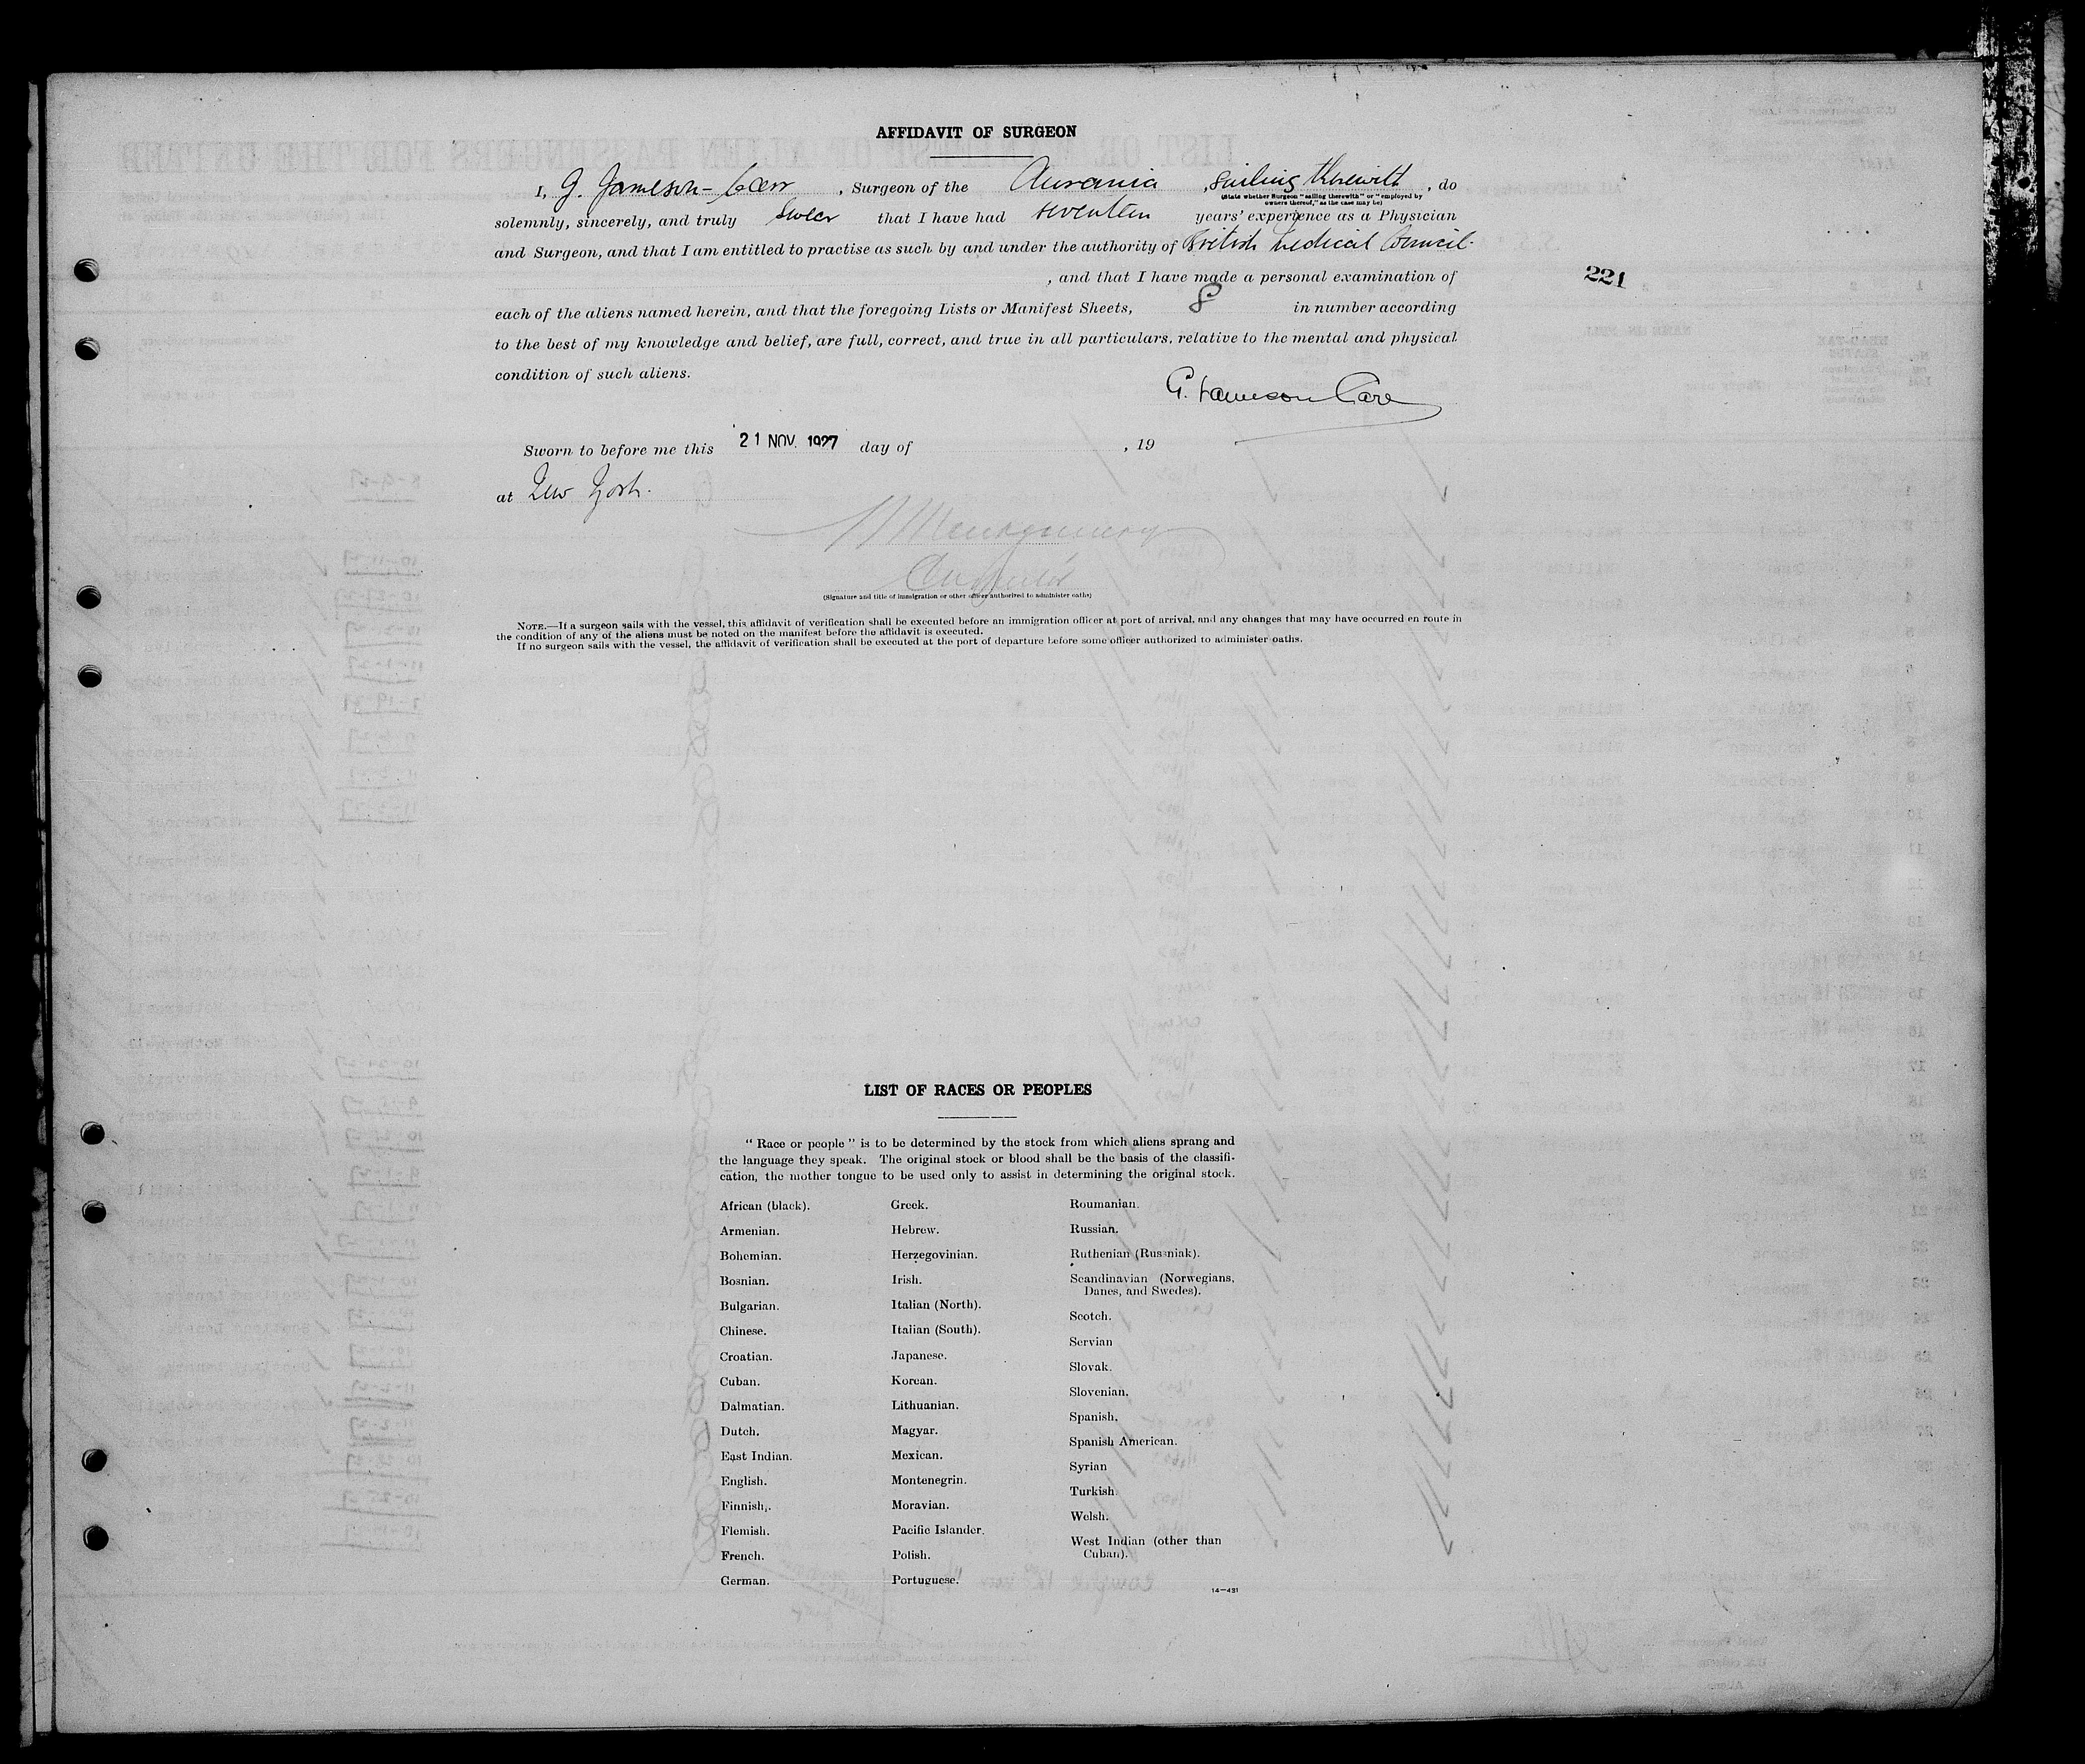 AFFIDAVIT OF SURGEON
I, G. Jameson-Carr, Surgeon of the Aurania, sailing therewith, do
(State whether Surgeon "sailing therewith" or "employed by
owners thereof," as the case may be)
solemnly, sincerely, and truly swear that I have had seventeen years' experience as a Physician
and Surgeon, and that I am entitled to practise as such by and under the authority of British Medical Council.
, and that I have made a personal examination of
221
each of the aliens named herein, and that the foregoing Lists or Manifest Sheets, 8 in number according
to the best of my knowledge and belief, are full, correct, and true in all particulars, relative to the mental and physical
condition of such aliens.
G. Jameson Carr
Sworn to before me this 21 NOV. 1927 day of , 19
at New York.
Montgomery
(Signature and title of immigration or other officer authorized to administer oaths)
NOTE.—If a surgeon sails with the vessel, this affidavit of verification shall be executed before an immigration officer at port of arrival, and any changes that may have occurred en route in
the condition of any of the aliens must be noted on the manifest before the affidavit is executed.
If no surgeon sails with the vessel, the affidavit of verification shall be executed at the port of departure before some officer authorized to administer oaths.
LIST OF RACES OR PEOPLES
"Race or people" is to be determined by the stock from which aliens sprang and
the language they speak. The original stock or blood shall be the basis of the classifi-
cation, the mother tongue to be used only to assist in determining the original stock.
African (black).
Armenian.
Bohemian.
Bosnian.
Bulgarian.
Chinese.
Croatian.
Cuban.
Dalmatian.
Dutch.
East Indian.
English.
Finnish.
Flemish.
French.
German.
Greek.
Hebrew.
Herzegovinian.
Irish.
Italian (North).
Italian (South).
Japanese.
Korean.
Lithuanian.
Magyar.
Mexican.
Montenegrin.
Moravian.
Pacific Islander.
Polish.
Portuguese.
Roumanian.
Russian.
Ruthenian (Russniak).
Scandinavian (Norwegians,
Danes, and Swedes).
Scotch.
Servian
Slovak.
Slovenian.
Spanish.
Spanish American.
Syrian
Turkish
Welsh.
West Indian (other than
Cuban).
14—431